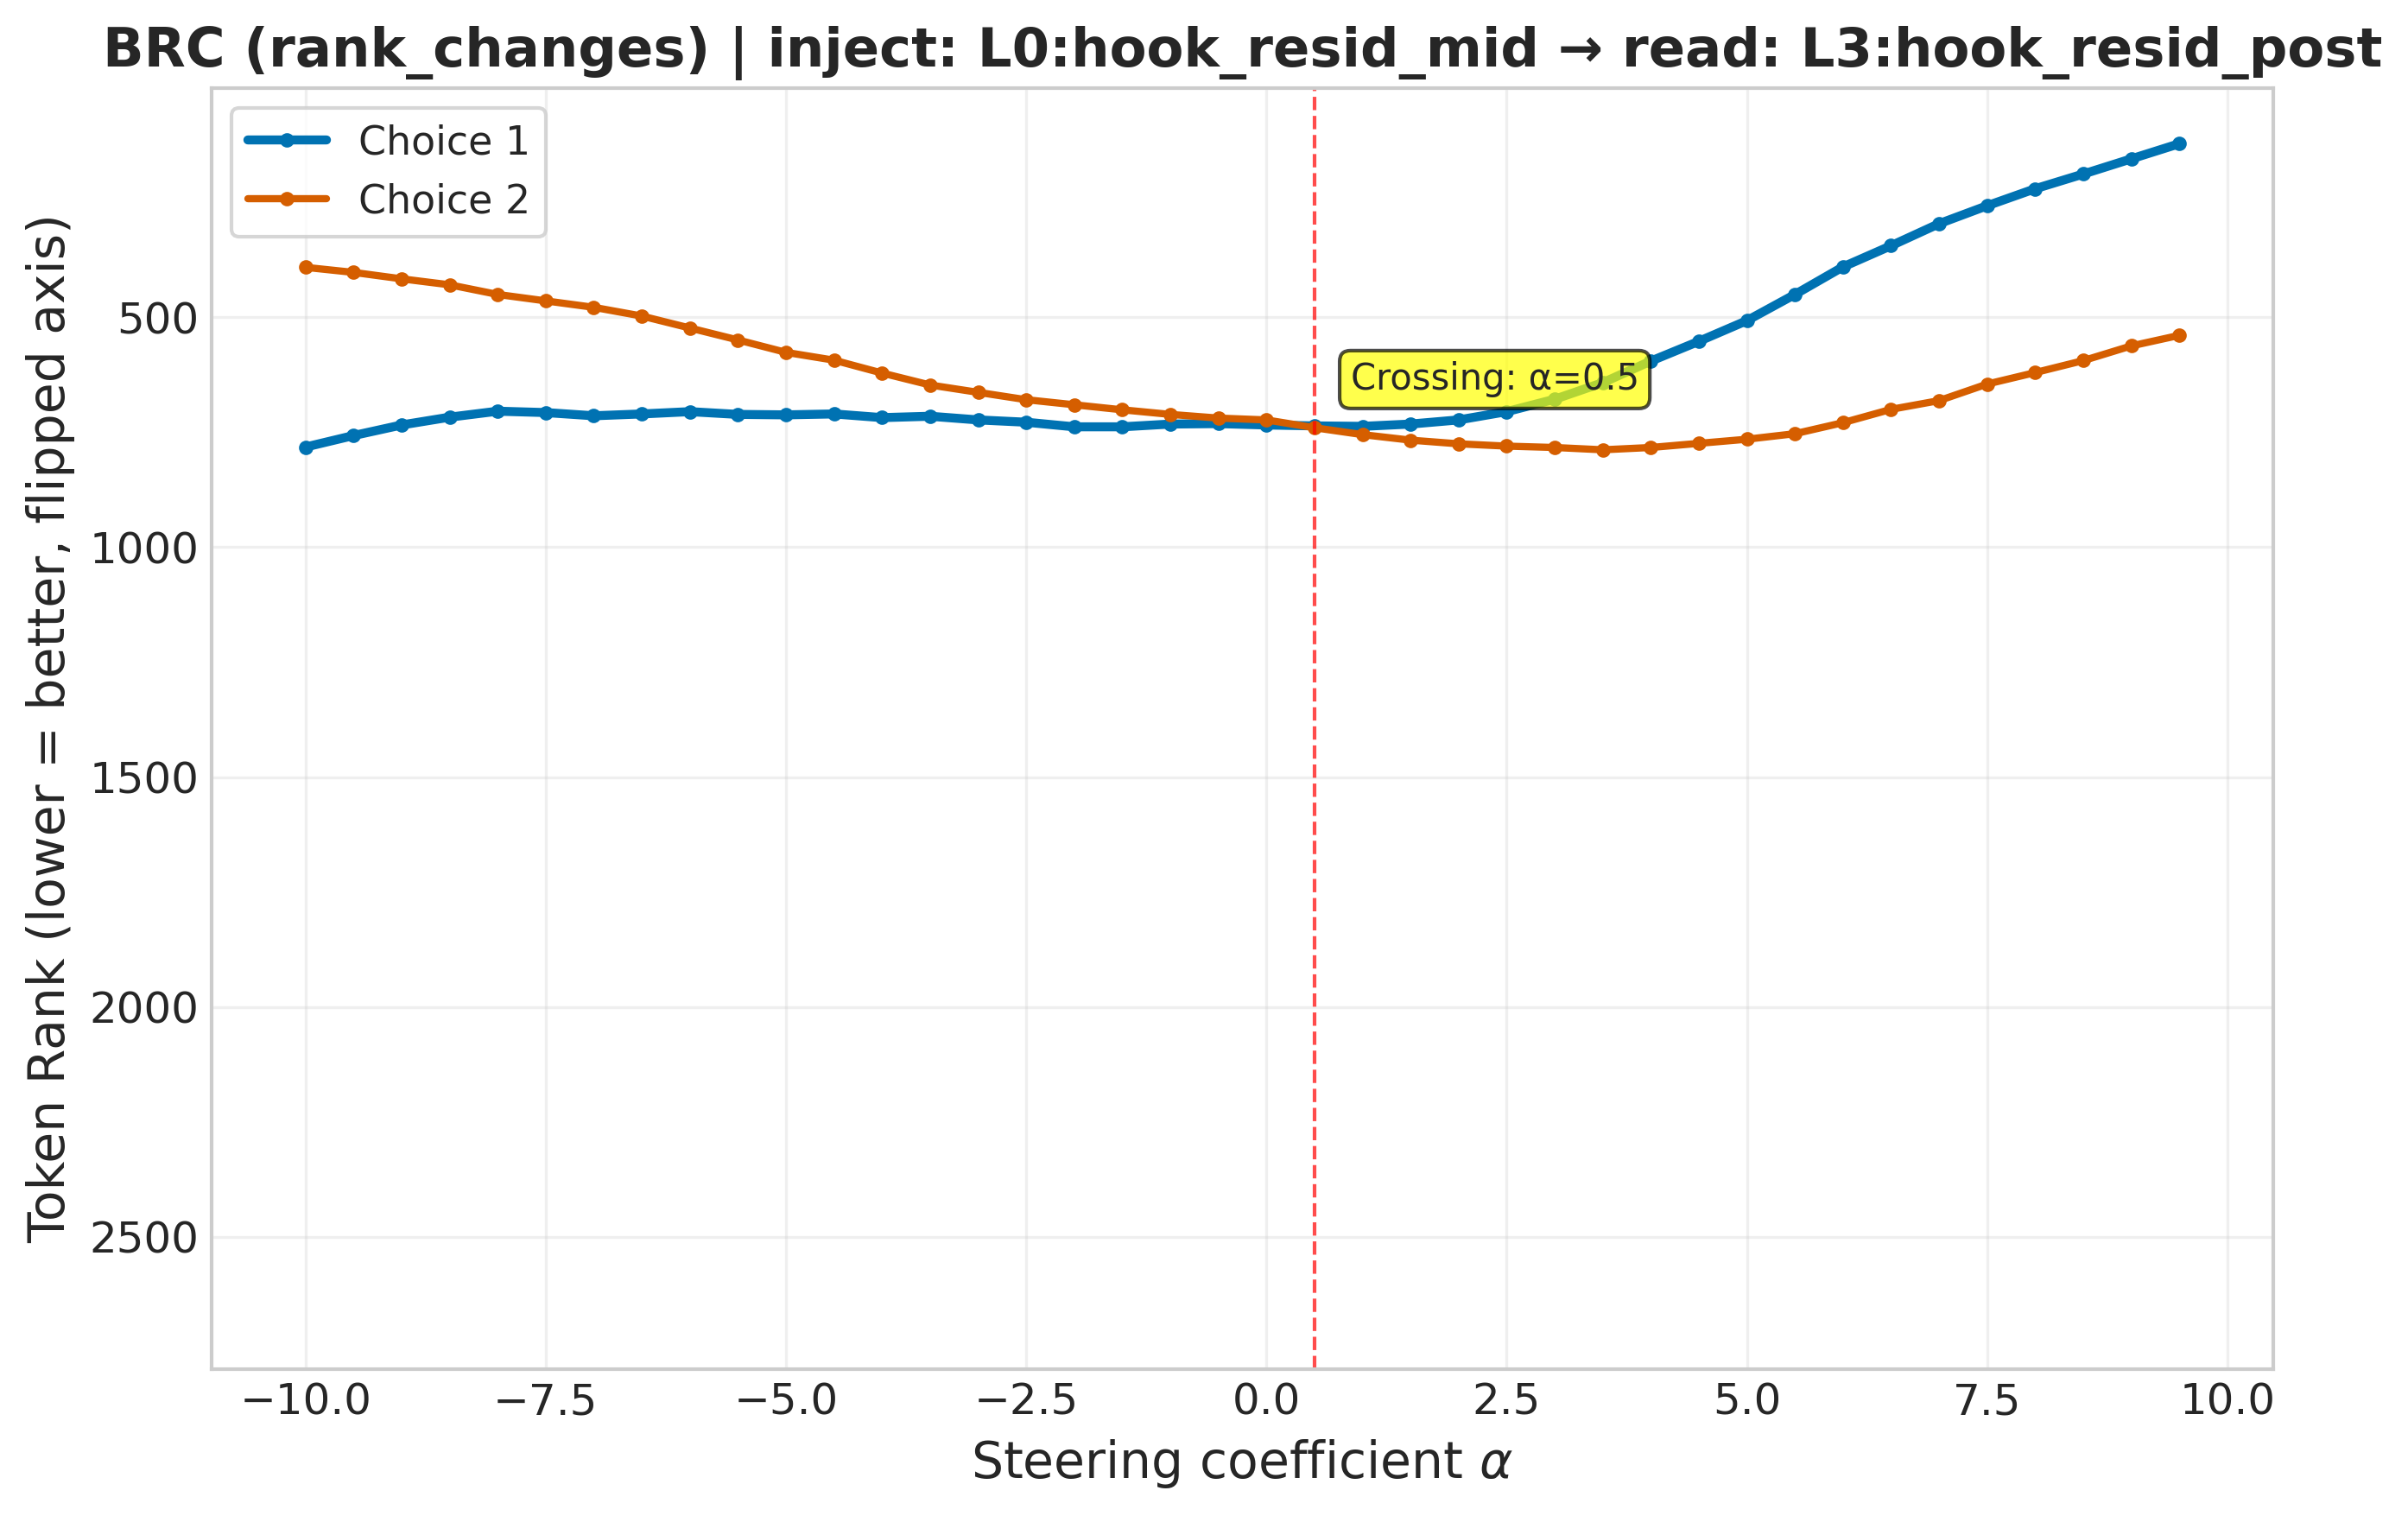 BRC (rank_changes) | inject: L0:hook_resid_mid → read: L3:hook_resid_post
Choice 1
Choice 2
Token Rank (lower = better, flipped axis)
500
1000
1500
2000
2500
Crossing: α=0.5
−10.0 −7.5 −5.0 −2.5 0.0 2.5 5.0 7.5 10.0
Steering coefficient α